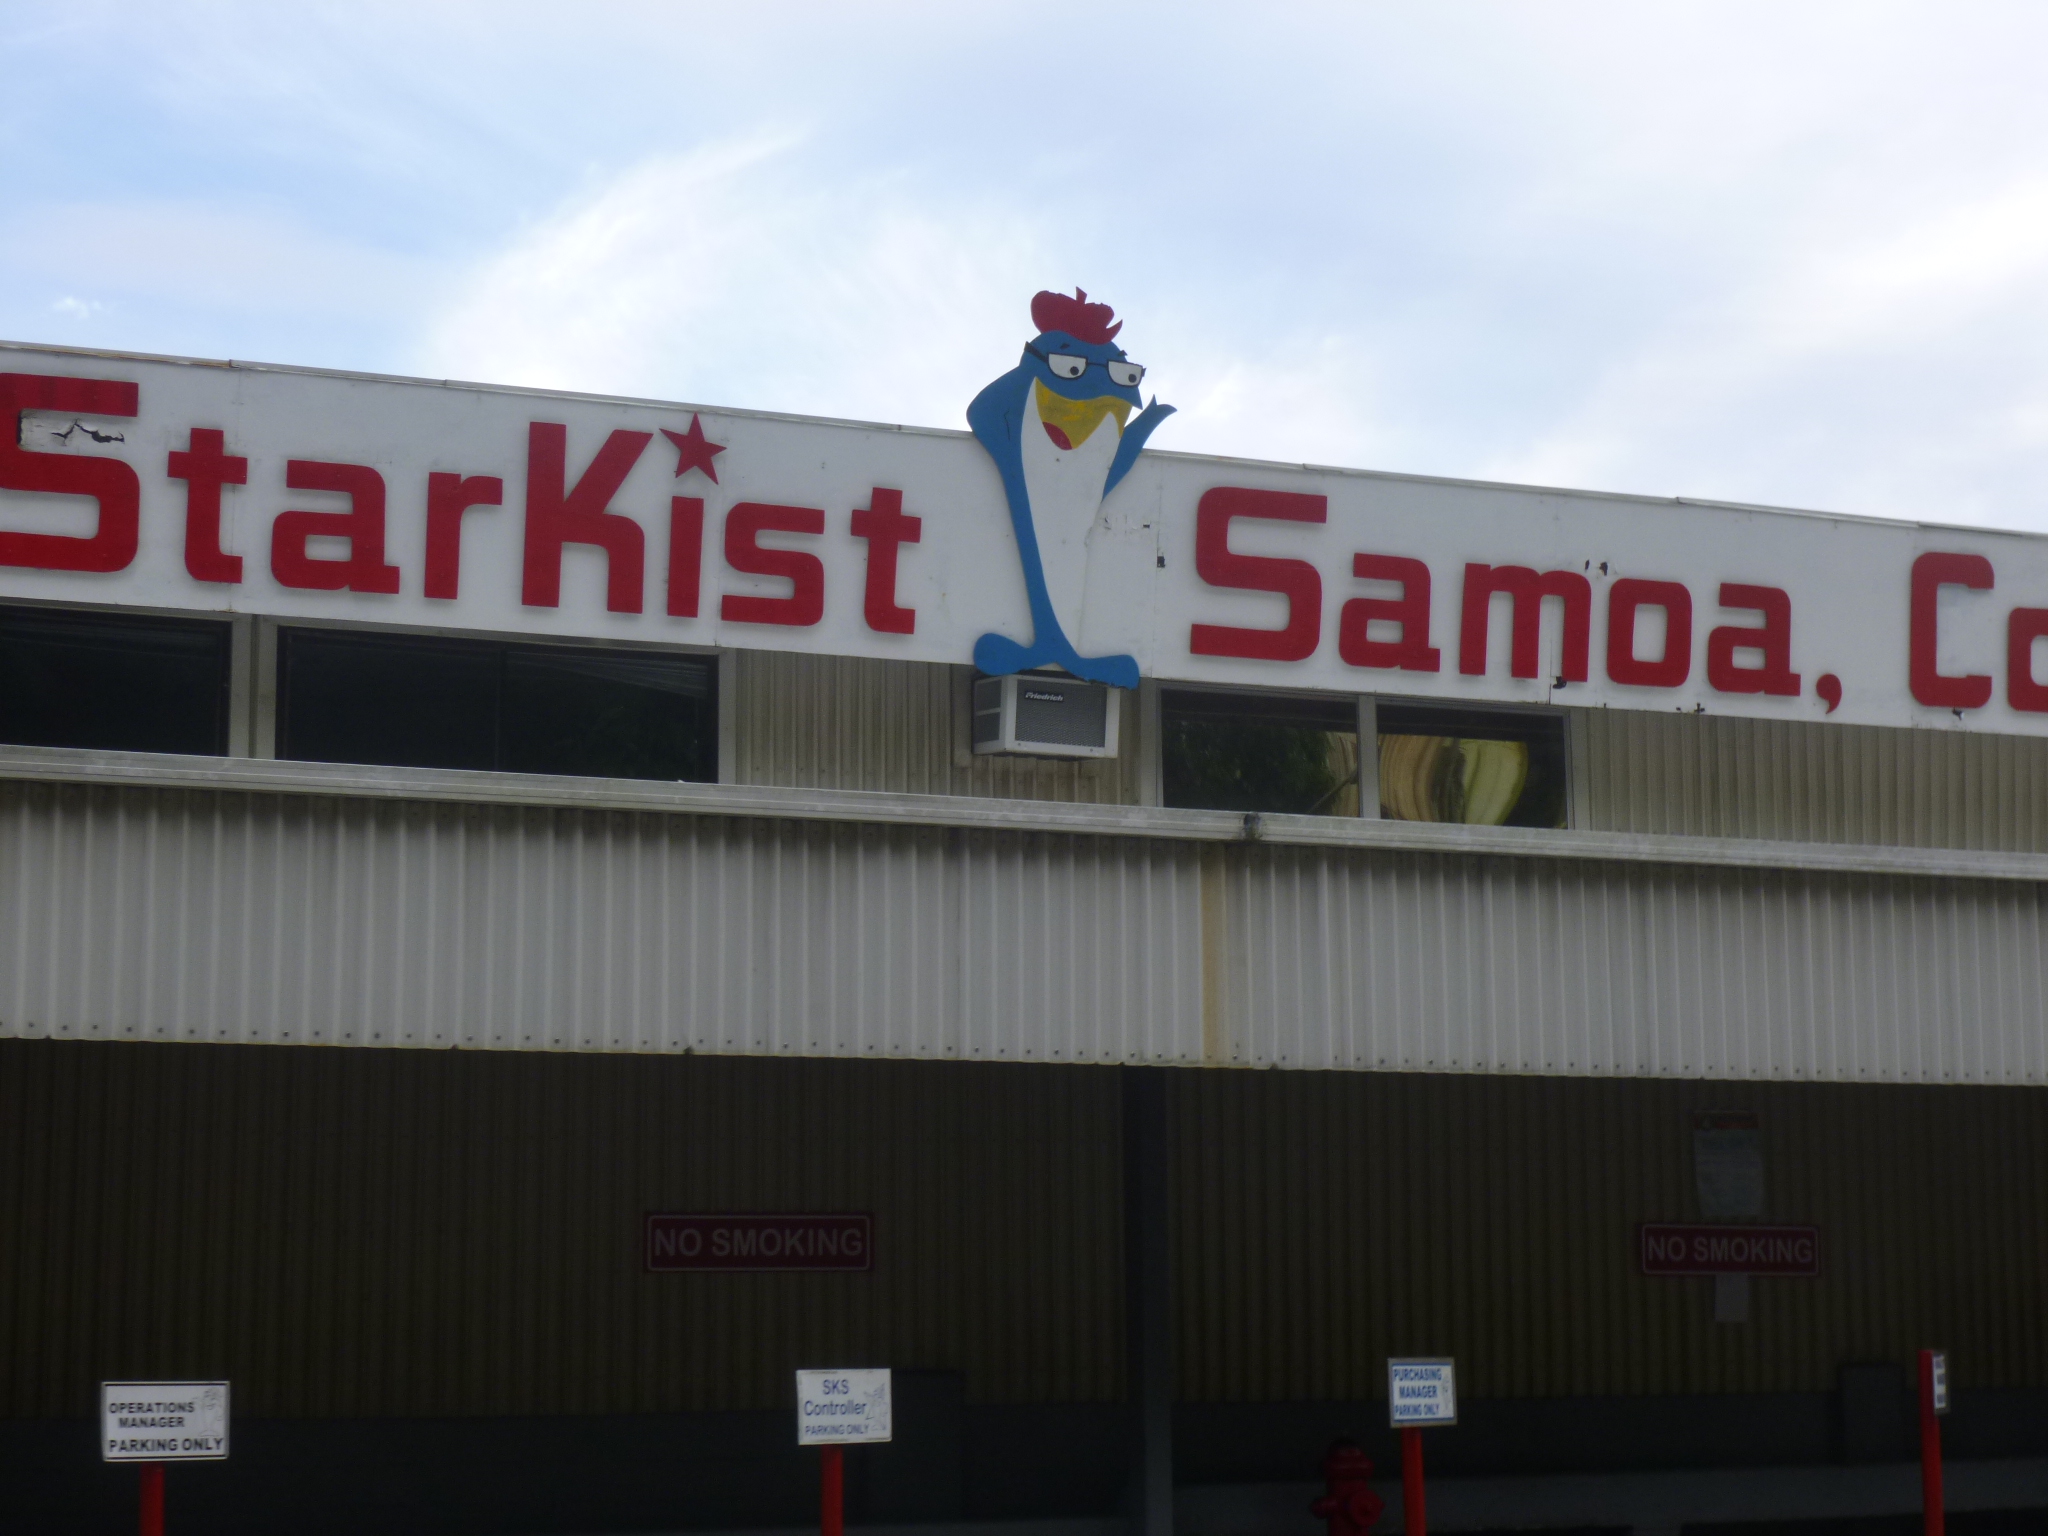 StarKist Samoa, Co
Friedrich
NO SMOKING
NO SMOKING
OPERATIONS
MANAGER
PARKING ONLY
SKS
Controller
PARKING ONLY
PURCHASING
MANAGER
PARKING ONLY